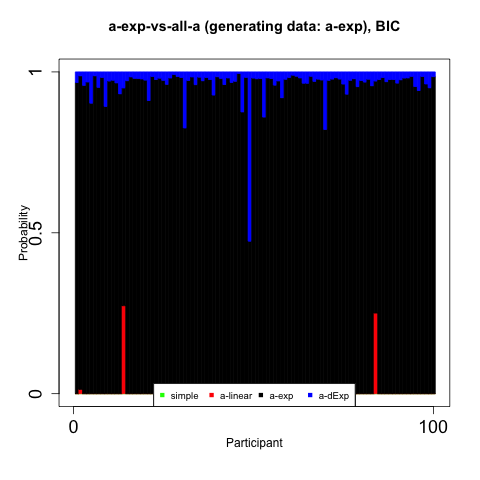 a-exp-vs-all-a (generating data: a-exp), BIC
1
0.5
0
Probability
simple a-linear a-exp a-dExp
0 100
Participant